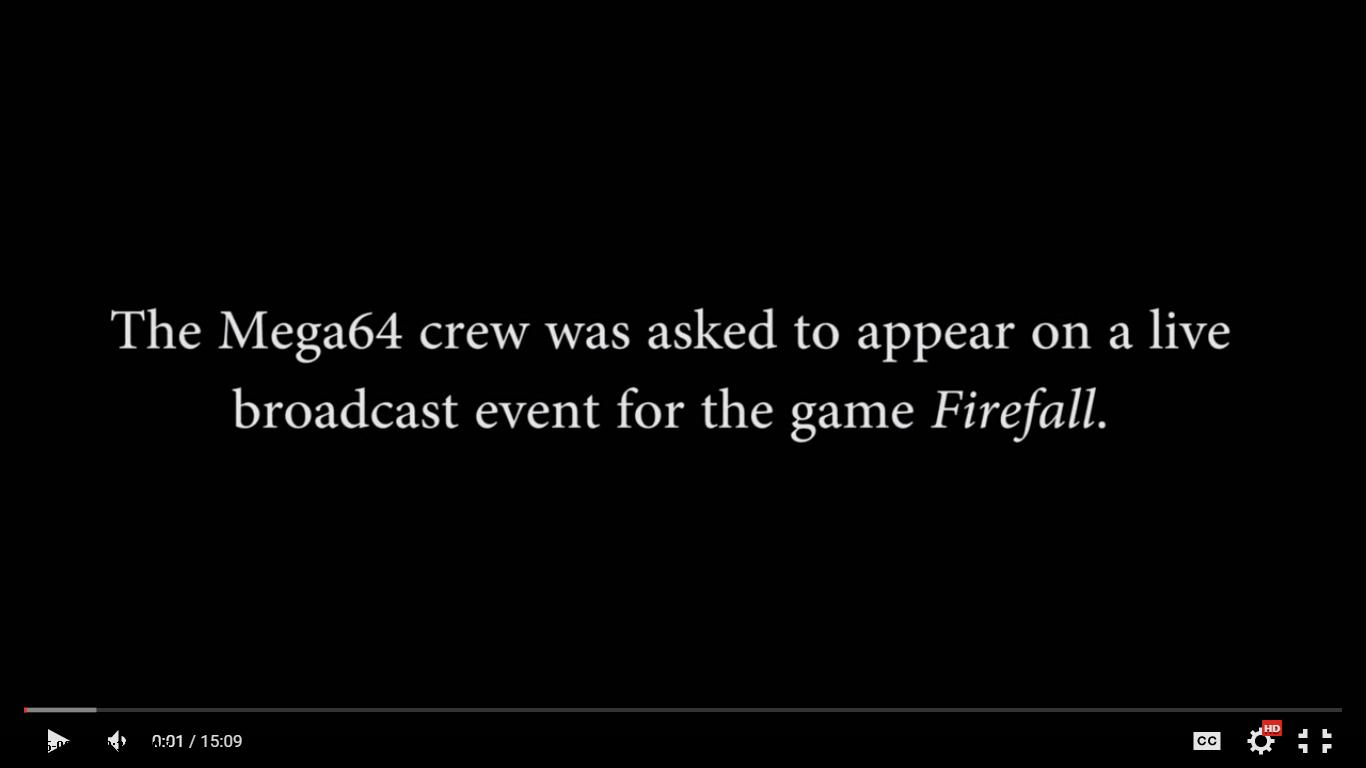 The Mega64 crew was asked to appear on a live
broadcast event for the game Firefall.
0:01 / 15:09
CC
HD